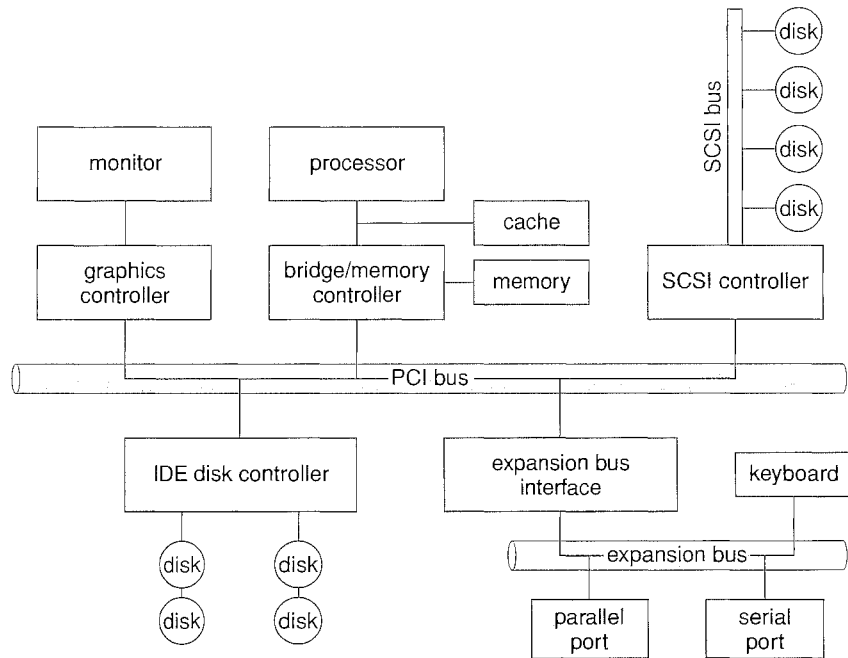 disk
disk
disk
disk
SCSI bus
monitor
processor
cache
graphics
controller
bridge/memory
controller
memory
SCSI controller
PCI bus
IDE disk controller
expansion bus
interface
keyboard
disk
disk
disk
disk
expansion bus
parallel
port
serial
port